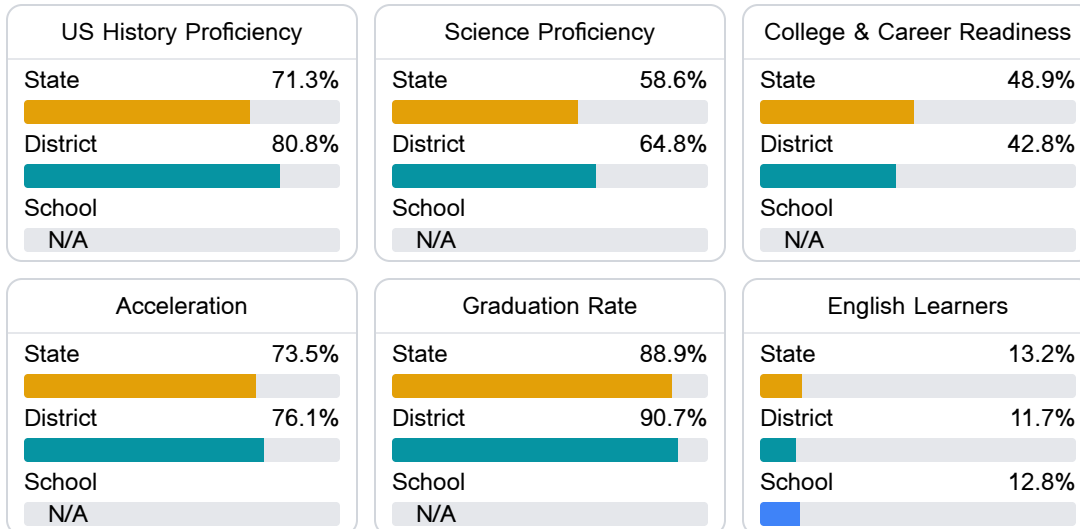 US History Proficiency
State 71.3%
District 80.8%
School
N/A
Science Proficiency
State 58.6%
District 64.8%
School
N/A
College & Career Readiness
State 48.9%
District 42.8%
School
N/A
Acceleration
State 73.5%
District 76.1%
School
N/A
Graduation Rate
State 88.9%
District 90.7%
School
N/A
English Learners
State 13.2%
District 11.7%
School 12.8%